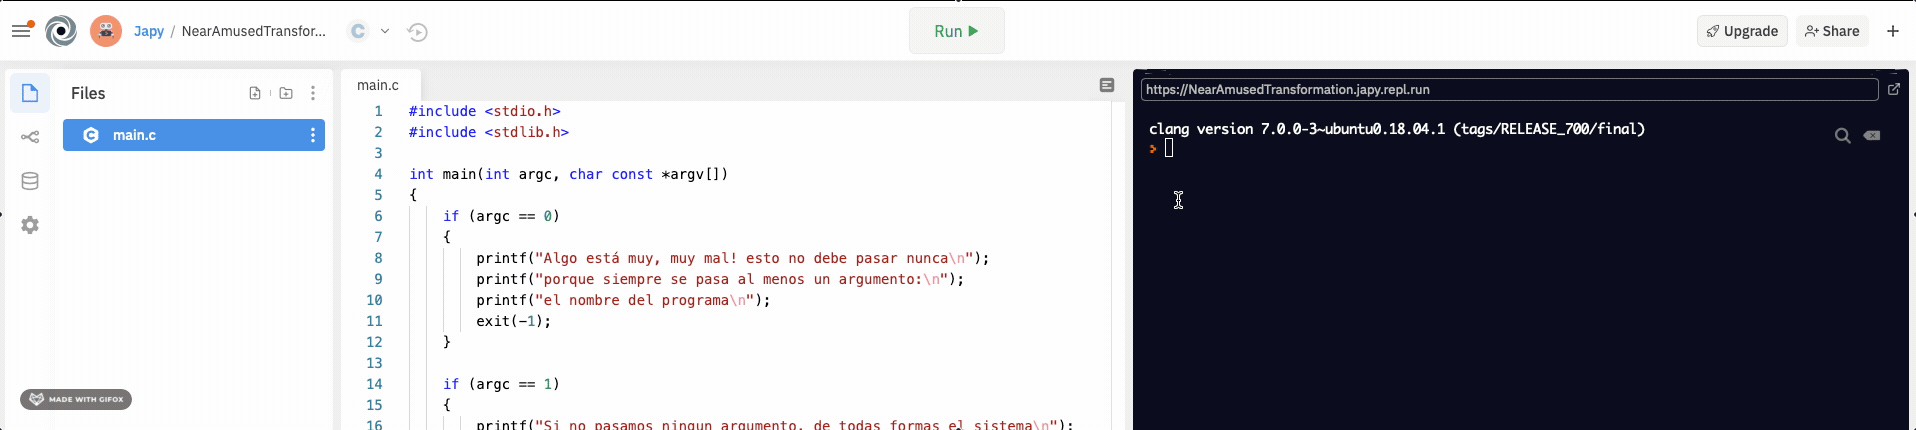 Japy / NearAmusedTransfor... C
Run
Upgrade
Share
Files
main.c
main.c
https://NearAmusedTransformation.japy.repl.run
clang version 7.0.0-3~ubuntu0.18.04.1 (tags/RELEASE_700/final)
>
1 #include <stdio.h>
2 #include <stdlib.h>
3
4 int main(int argc, char const *argv[])
5 {
6 if (argc == 0)
7 {
8 printf("Algo está muy, muy mal! esto no debe pasar nunca\n");
9 printf("porque siempre se pasa al menos un argumento:\n");
10 printf("el nombre del programa\n");
11 exit(-1);
12 }
13
14 if (argc == 1)
15 {
16 printf("Si no pasamos ningun argumento, de todas formas el sistema\n");
MADE WITH GIFOX